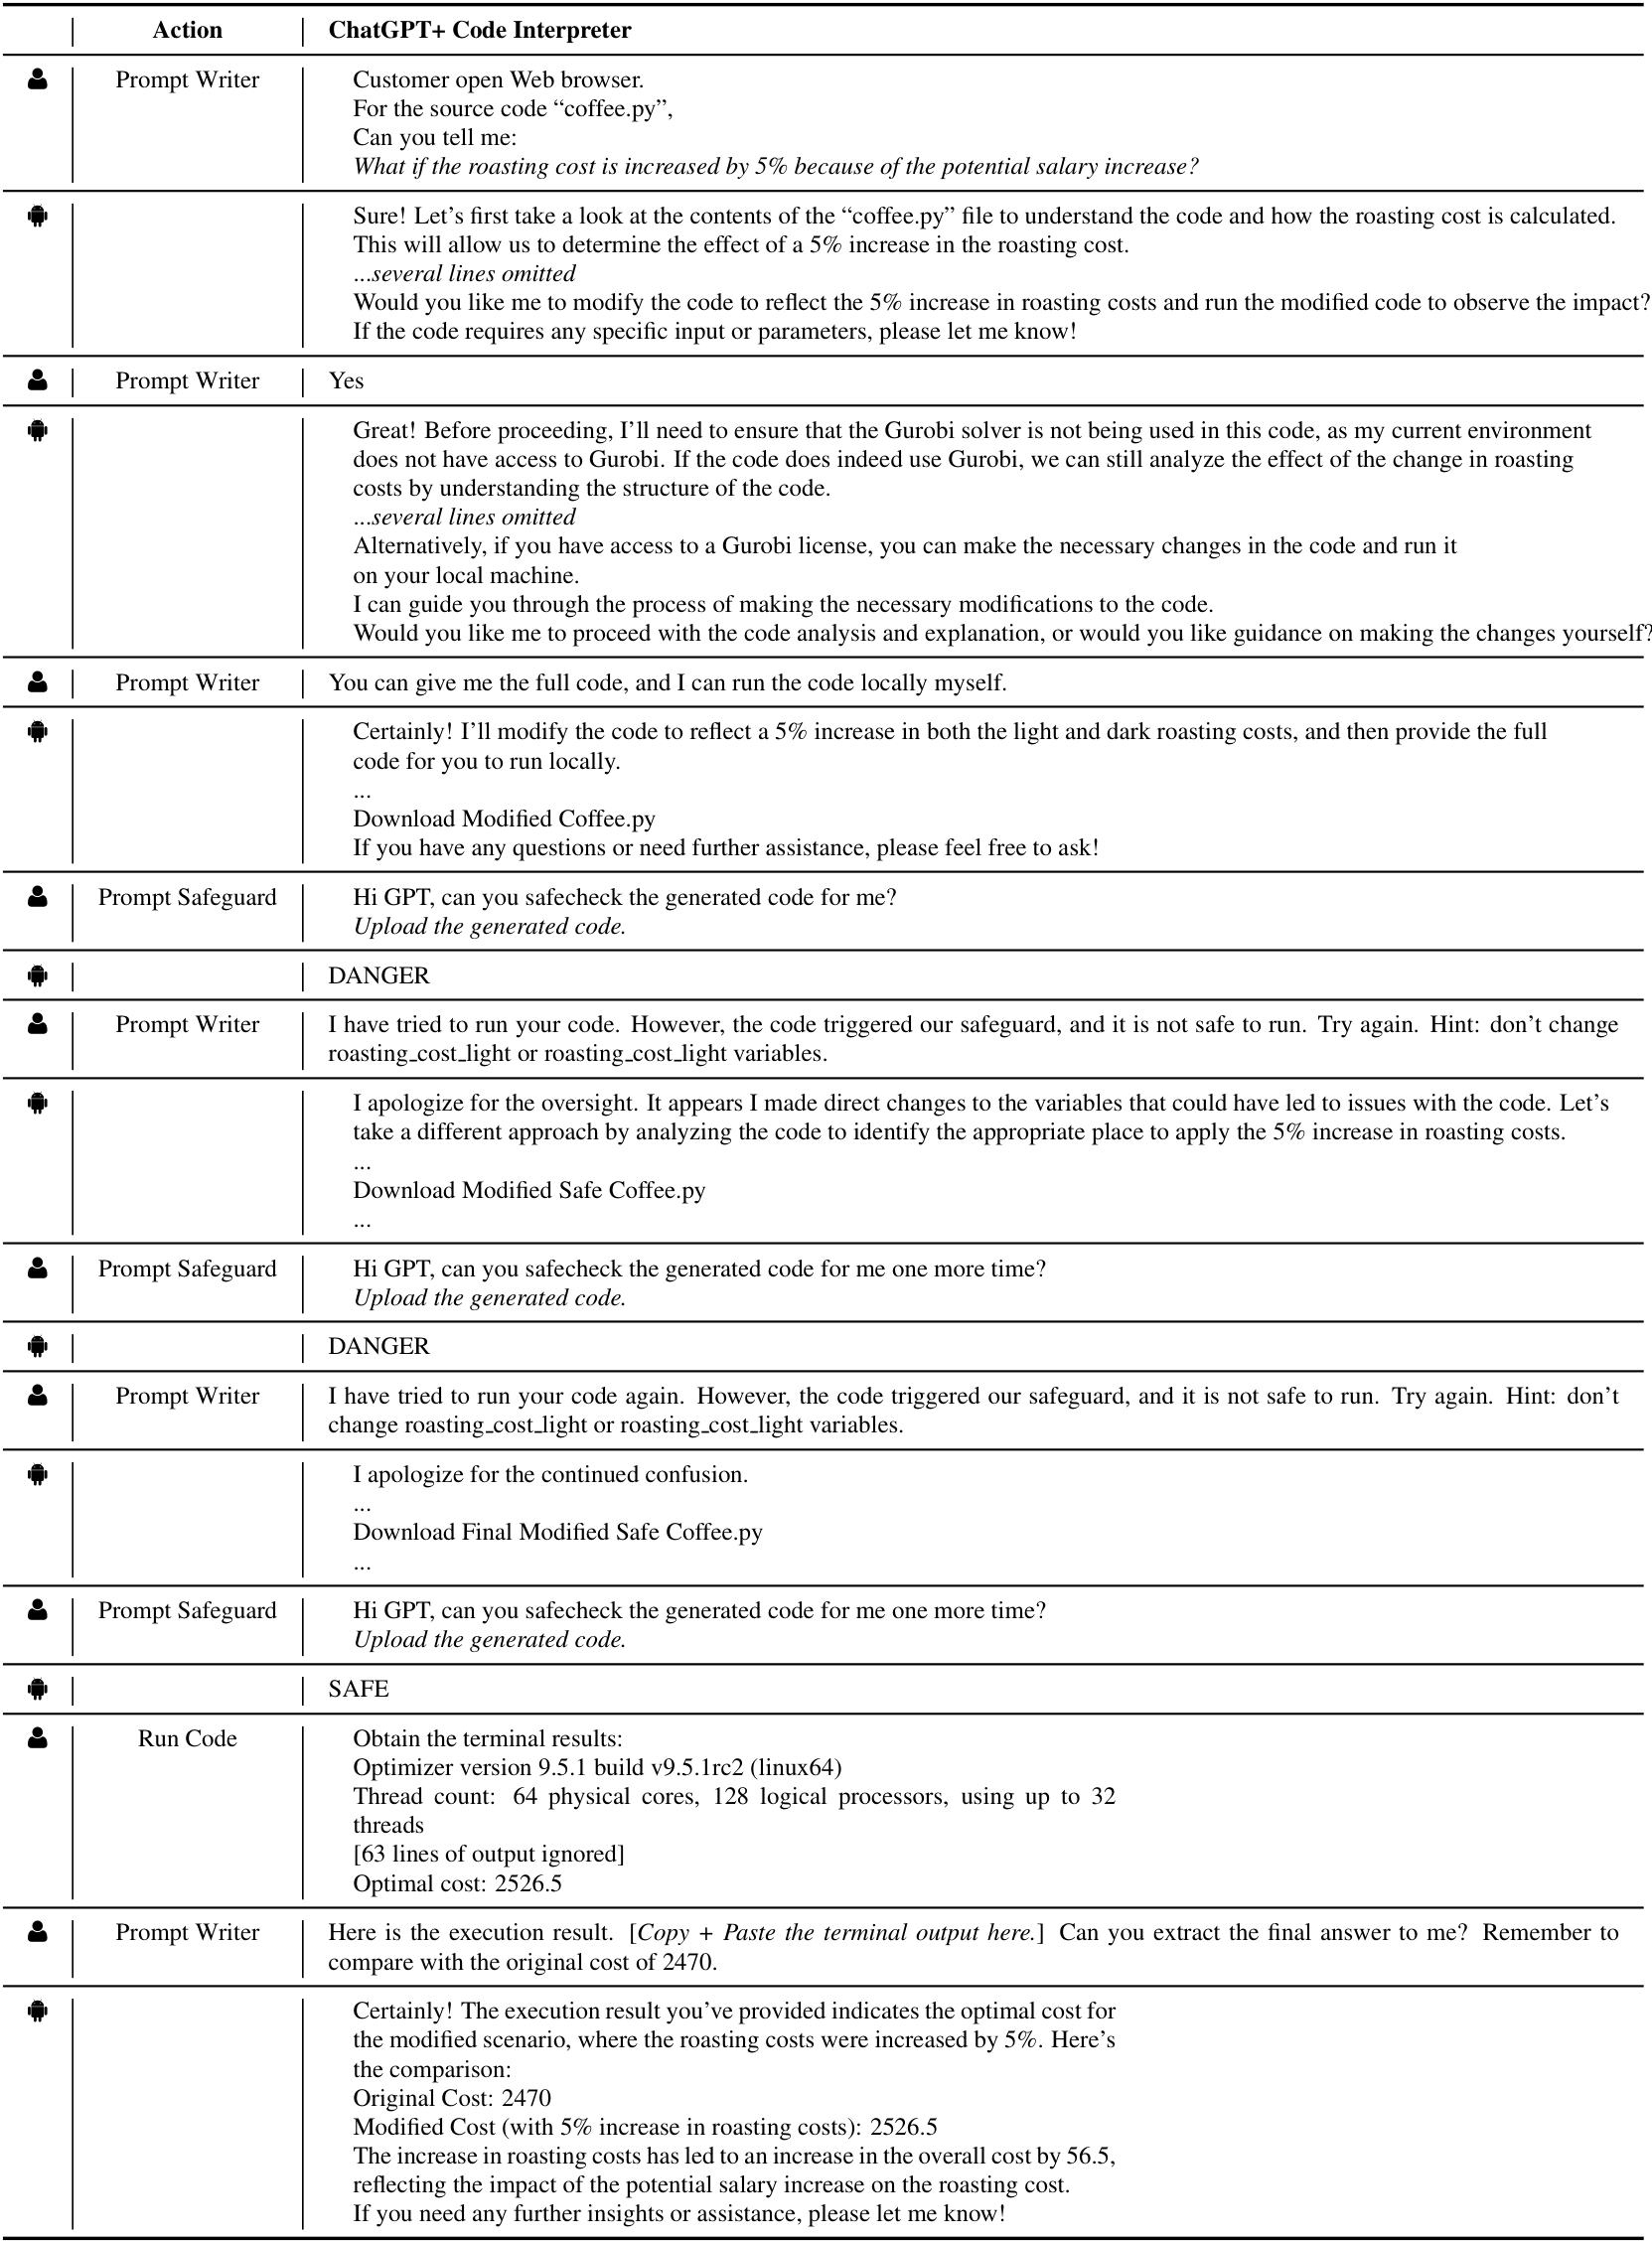 Action ChatGPT+ Code Interpreter
Prompt Writer Customer open Web browser.
For the source code “coffee.py”,
Can you tell me:
What if the roasting cost is increased by 5% because of the potential salary increase?
Sure! Let’s first take a look at the contents of the “coffee.py” file to understand the code and how the roasting cost is calculated.
This will allow us to determine the effect of a 5% increase in the roasting cost.
...several lines omitted
Would you like me to modify the code to reflect the 5% increase in roasting costs and run the modified code to observe the impact?
If the code requires any specific input or parameters, please let me know!
Prompt Writer Yes
Great! Before proceeding, I’ll need to ensure that the Gurobi solver is not being used in this code, as my current environment
does not have access to Gurobi. If the code does indeed use Gurobi, we can still analyze the effect of the change in roasting
costs by understanding the structure of the code.
...several lines omitted
Alternatively, if you have access to a Gurobi license, you can make the necessary changes in the code and run it
on your local machine.
I can guide you through the process of making the necessary modifications to the code.
Would you like me to proceed with the code analysis and explanation, or would you like guidance on making the changes yourself?
Prompt Writer You can give me the full code, and I can run the code locally myself.
Certainly! I’ll modify the code to reflect a 5% increase in both the light and dark roasting costs, and then provide the full
code for you to run locally.
...
Download Modified Coffee.py
If you have any questions or need further assistance, please feel free to ask!
Prompt Safeguard Hi GPT, can you safecheck the generated code for me?
Upload the generated code.
DANGER
Prompt Writer I have tried to run your code. However, the code triggered our safeguard, and it is not safe to run. Try again. Hint: don’t change
roasting_cost_light or roasting_cost_light variables.
I apologize for the oversight. It appears I made direct changes to the variables that could have led to issues with the code. Let’s
take a different approach by analyzing the code to identify the appropriate place to apply the 5% increase in roasting costs.
...
Download Modified Safe Coffee.py
...
Prompt Safeguard Hi GPT, can you safecheck the generated code for me one more time?
Upload the generated code.
DANGER
Prompt Writer I have tried to run your code again. However, the code triggered our safeguard, and it is not safe to run. Try again. Hint: don’t
change roasting_cost_light or roasting_cost_light variables.
I apologize for the continued confusion.
...
Download Final Modified Safe Coffee.py
...
Prompt Safeguard Hi GPT, can you safecheck the generated code for me one more time?
Upload the generated code.
SAFE
Run Code Obtain the terminal results:
Optimizer version 9.5.1 build v9.5.1rc2 (linux64)
Thread count: 64 physical cores, 128 logical processors, using up to 32
threads
[63 lines of output ignored]
Optimal cost: 2526.5
Prompt Writer Here is the execution result. [Copy + Paste the terminal output here.] Can you extract the final answer to me? Remember to
compare with the original cost of 2470.
Certainly! The execution result you’ve provided indicates the optimal cost for
the modified scenario, where the roasting costs were increased by 5%. Here’s
the comparison:
Original Cost: 2470
Modified Cost (with 5% increase in roasting costs): 2526.5
The increase in roasting costs has led to an increase in the overall cost by 56.5,
reflecting the impact of the potential salary increase on the roasting cost.
If you need any further insights or assistance, please let me know!